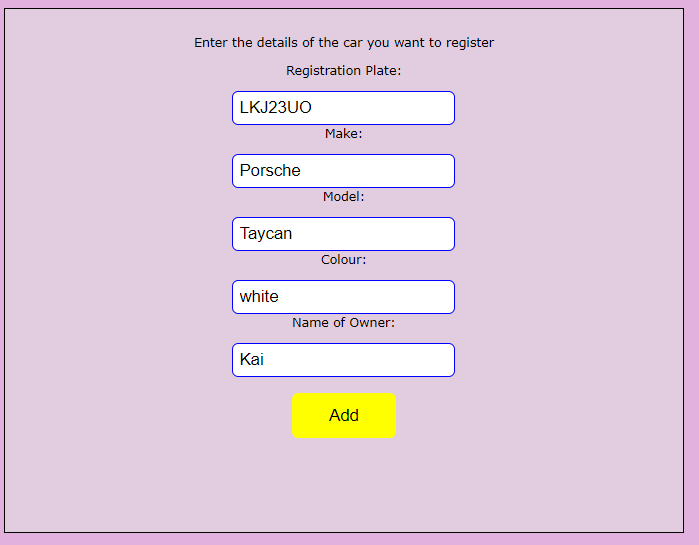 Enter the details of the car you want to register
Registration Plate:
LKJ23UO
Make:
Porsche
Model:
Taycan
Colour:
white
Name of Owner:
Kai
Add